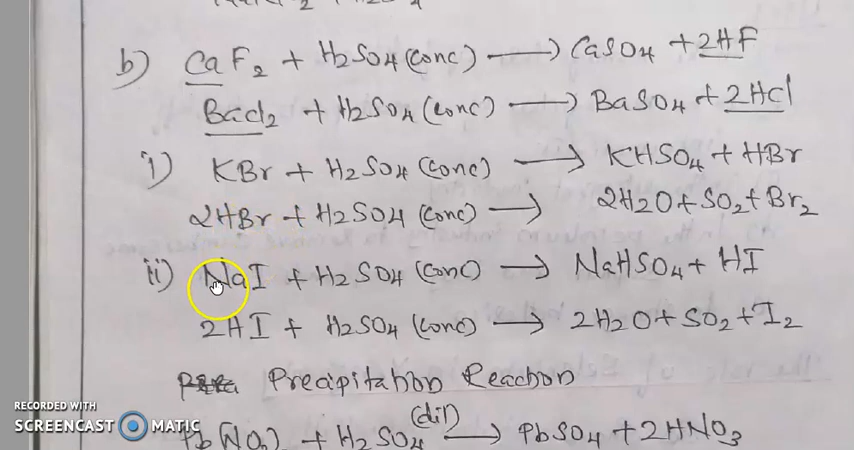 b) CaF2 + H2SO4 (conc) ⟶ CaSO4 + 2HF
BaCl2 + H2SO4 (conc) ⟶ BaSO4 + 2HCl
i) KBr + H2SO4 (conc) ⟶ KHSO4 + HBr
2HBr + H2SO4 (conc) ⟶ 2H2O + SO2 + Br2
ii) NaI + H2SO4 (conc) ⟶ NaHSO4 + HI
2HI + H2SO4 (conc) ⟶ 2H2O + SO2 + I2
Precipitation Reaction
(dil)
+ H2SO4 ⟶ PbSO4 + 2HNO3
RECORDED WITH
SCREENCAST MATIC